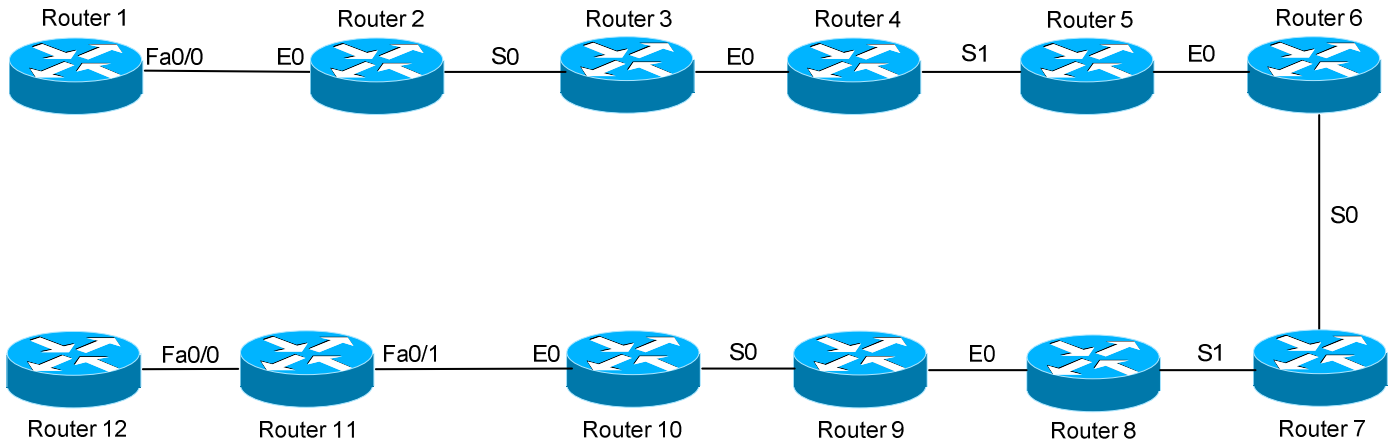 Router 1
Router 2
Router 3
Router 4
Router 5
Router 6
Fa0/0
E0
S0
E0
S1
E0
S0
Fa0/0
Fa0/1
E0
S0
E0
S1
Router 12
Router 11
Router 10
Router 9
Router 8
Router 7